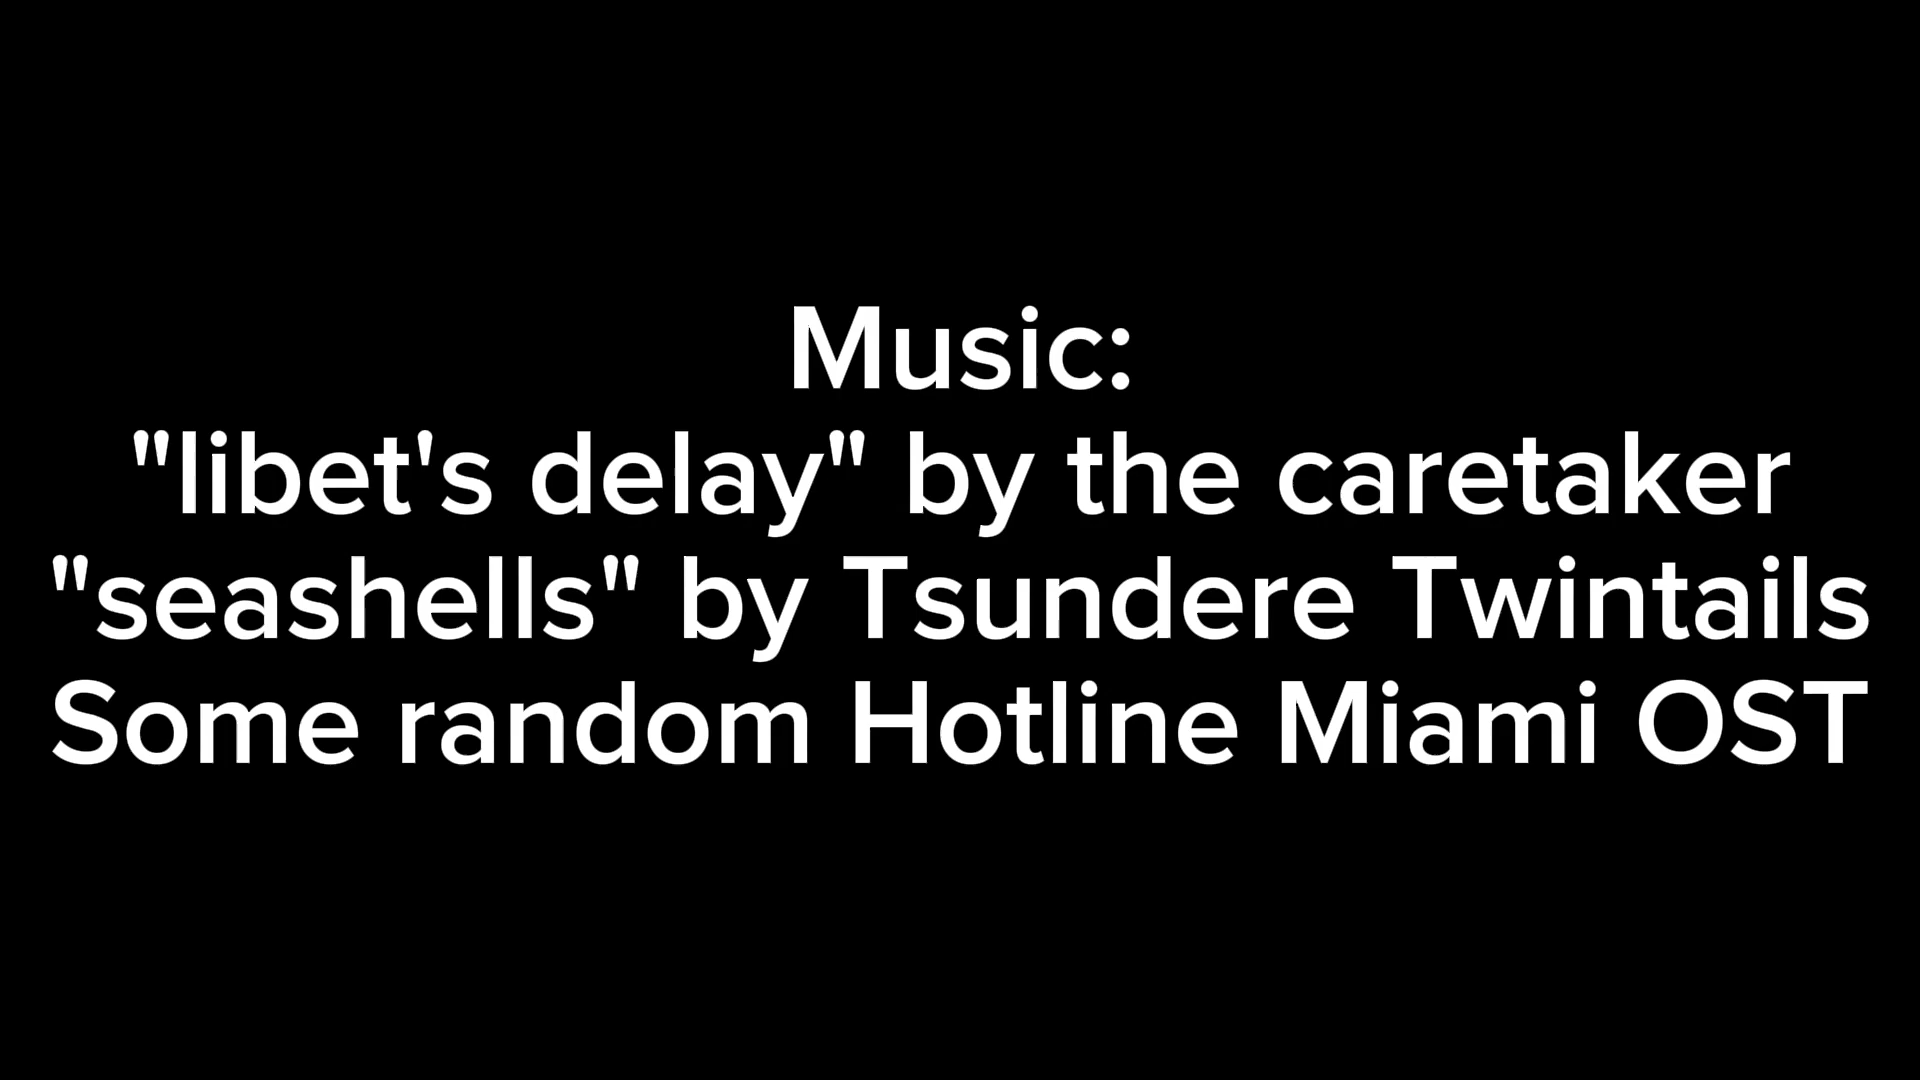 Music:
"libet's delay" by the caretaker
"seashells" by Tsundere Twintails
Some random Hotline Miami OST